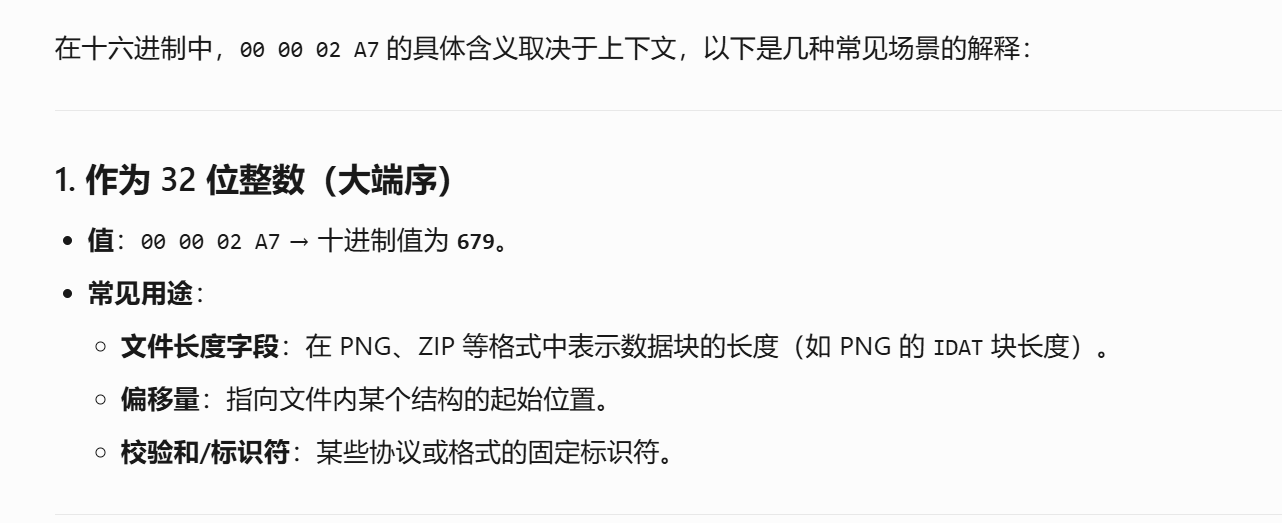 在十六进制中，00 00 02 A7 的具体含义取决于上下文，以下是几种常见场景的解释：
1. 作为 32 位整数（大端序）
• 值：00 00 02 A7 → 十进制值为 679。
• 常见用途：
○ 文件长度字段：在 PNG、ZIP 等格式中表示数据块的长度（如 PNG 的 IDAT 块长度）。
○ 偏移量：指向文件内某个结构的起始位置。
○ 校验和/标识符：某些协议或格式的固定标识符。